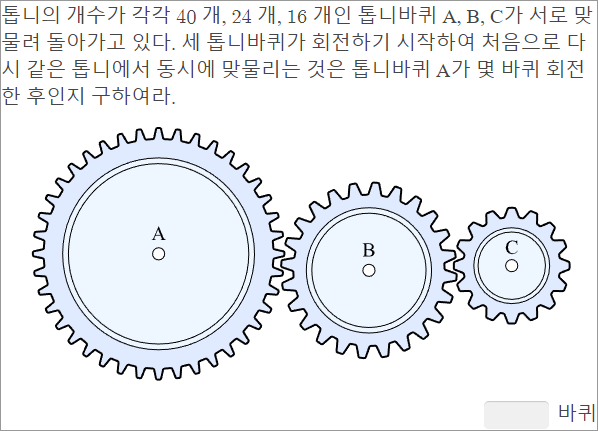 톱니의 개수가 각각 40 개, 24 개, 16 개인 톱니바퀴 A, B, C가 서로 맞
물려 돌아가고 있다. 세 톱니바퀴가 회전하기 시작하여 처음으로 다
시 같은 톱니에서 동시에 맞물리는 것은 톱니바퀴 A가 몇 바퀴 회전
한 후인지 구하여라.
A
B
C
바퀴